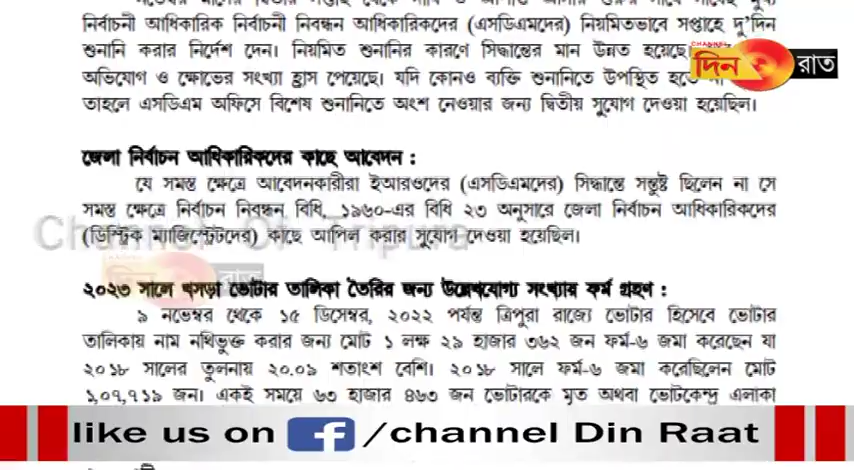 নির্বাচনী আধিকারিক নির্বাচনী নিবন্ধন আধিকারিকদের (এসডিএমদের) নিয়মিতভাবে সপ্তাহে দু'দিন
শুনানি করার নির্দেশ দেন। নিয়মিত শুনানির কারণে সিদ্ধান্তের মান উন্নত হয়েছে।
অভিযোগ ও ক্ষোভের সংখ্যা হ্রাস পেয়েছে। যদি কোনও ব্যক্তি শুনানিতে উপস্থিত হতে না
তাহলে এসডিএম অফিসে বিশেষ শুনানিতে অংশ নেওয়ার জন্য দ্বিতীয় সুযোগ দেওয়া হয়েছিল।
CHANNEL
দিন রাত
জেলা নির্বাচন আধিকারিকদের কাছে আবেদন :
যে সমস্ত ক্ষেত্রে আবেদনকারীরা ইআরওদের (এসডিএমদের) সিদ্ধান্তে সন্তুষ্ট ছিলেন না সে
সমস্ত ক্ষেত্রে নির্বাচন নিবন্ধন বিধি, ১৯৬০-এর বিধি ২৩ অনুসারে জেলা নির্বাচন আধিকারিকদের
(ডিস্ট্রিক ম্যাজিস্ট্রেটদের) কাছে আপিল করার সুযোগ দেওয়া হয়েছিল।
Channel Of Tripura
দিন রাত
২০২৩ সালে খসড়া ভোটার তালিকা তৈরির জন্য উল্লেখযোগ্য সংখ্যার ফর্ম গ্রহণ :
৯ নভেম্বর থেকে ১৫ ডিসেম্বর, ২০২২ পর্যন্ত ত্রিপুরা রাজ্যে ভোটার হিসেবে ভোটার
তালিকায় নাম নথিভুক্ত করার জন্য মোট ১ লক্ষ ২৯ হাজার ৩৬২ জন ফর্ম-৬ জমা করেছেন যা
২০১৮ সালের তুলনায় ২০.০৯ শতাংশ বেশি। ২০১৮ সালে ফর্ম-৬ জমা করেছিলেন মোট
১,০৭,৭১৯ জন। একই সময়ে ৬৩ হাজার ৪৬৩ জন ভোটারকে মৃত অথবা ভোটকেন্দ্র এলাকা
like us on f/channel Din Raat